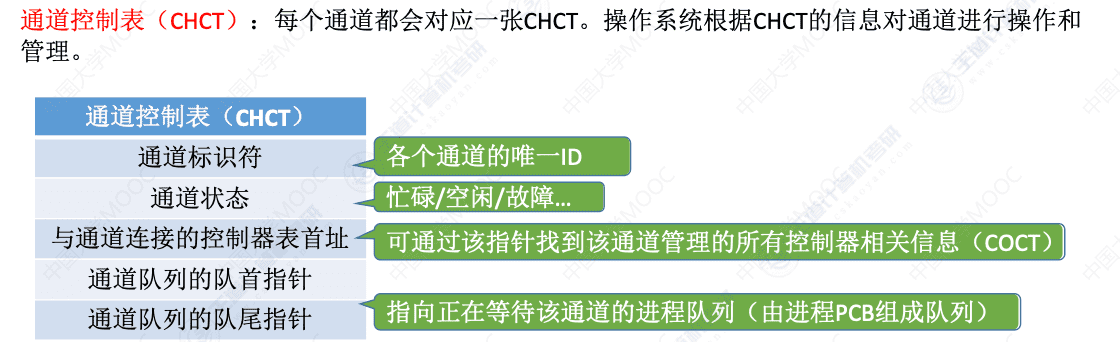 通道控制表（CHCT）：每个通道都会对应一张CHCT。操作系统根据CHCT的信息对通道进行操作和
管理。
通道控制表（CHCT）
通道标识符
各个通道的唯一ID
通道状态
忙碌/空闲/故障...
与通道连接的控制器表首址
可通过该指针找到该通道管理的所有控制器相关信息（COCT）
通道队列的队首指针
通道队列的队尾指针
指向正在等待该通道的进程队列（由进程PCB组成队列）